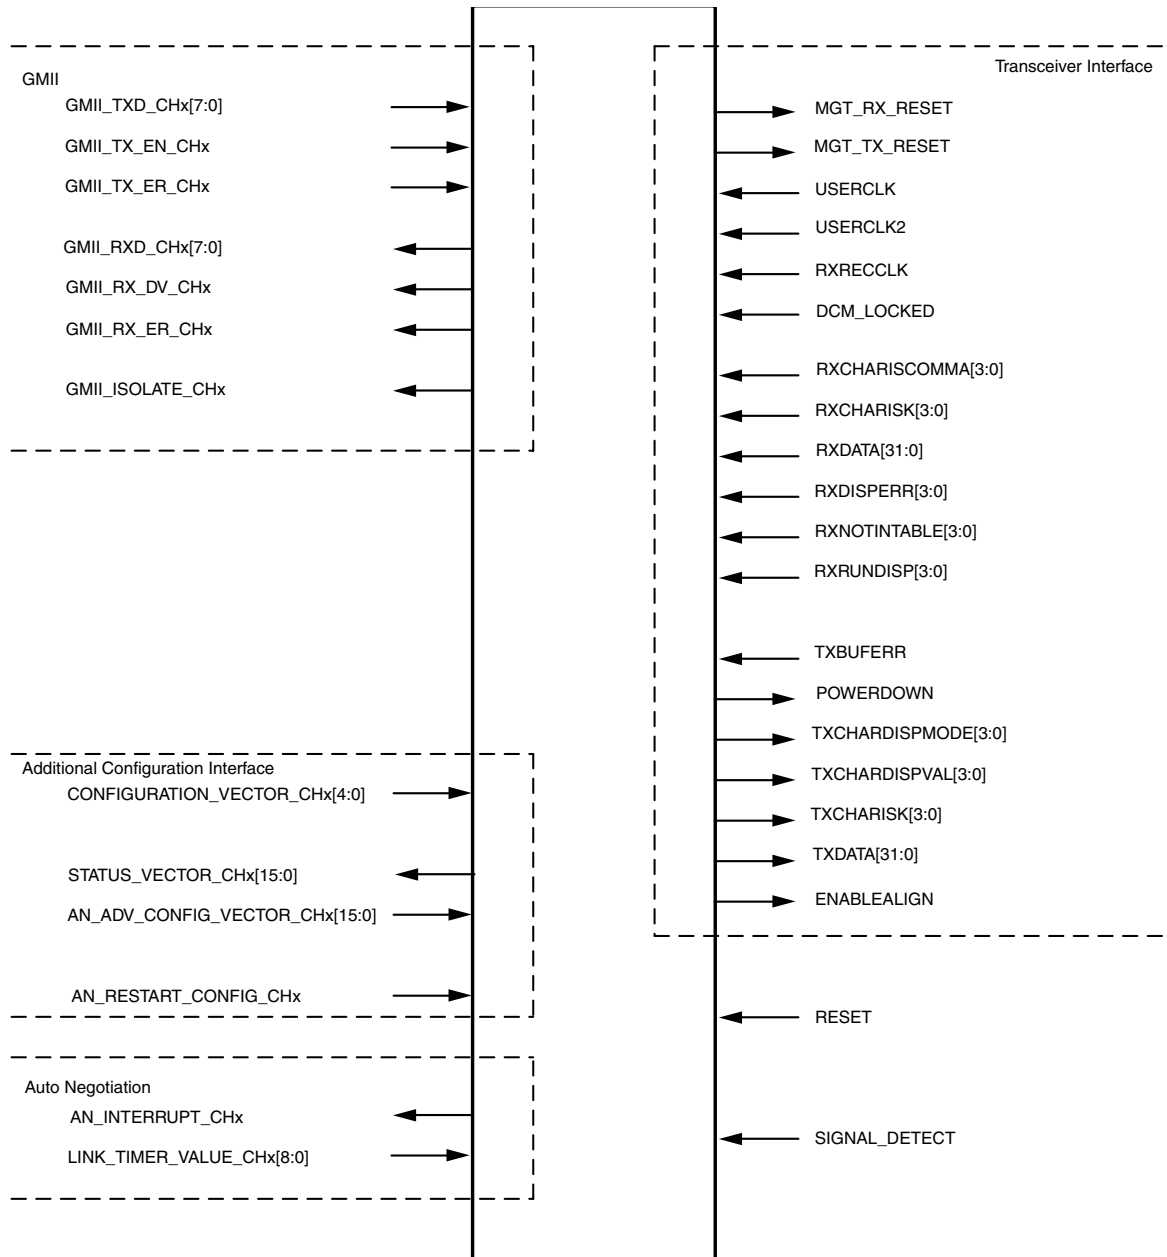 GMII
GMII_TXD_CHx[7:0]
GMII_TX_EN_CHx
GMII_TX_ER_CHx
GMII_RXD_CHx[7:0]
GMII_RX_DV_CHx
GMII_RX_ER_CHx
GMII_ISOLATE_CHx
Additional Configuration Interface
CONFIGURATION_VECTOR_CHx[4:0]
STATUS_VECTOR_CHx[15:0]
AN_ADV_CONFIG_VECTOR_CHx[15:0]
AN_RESTART_CONFIG_CHx
Auto Negotiation
AN_INTERRUPT_CHx
LINK_TIMER_VALUE_CHx[8:0]
Transceiver Interface
MGT_RX_RESET
MGT_TX_RESET
USERCLK
USERCLK2
RXRECCLK
DCM_LOCKED
RXCHARISCOMMA[3:0]
RXCHARISK[3:0]
RXDATA[31:0]
RXDISPERR[3:0]
RXNOTINTABLE[3:0]
RXRUNDISP[3:0]
TXBUFERR
POWERDOWN
TXCHARDISPMODE[3:0]
TXCHARDISPVAL[3:0]
TXCHARISK[3:0]
TXDATA[31:0]
ENABLEALIGN
RESET
SIGNAL_DETECT